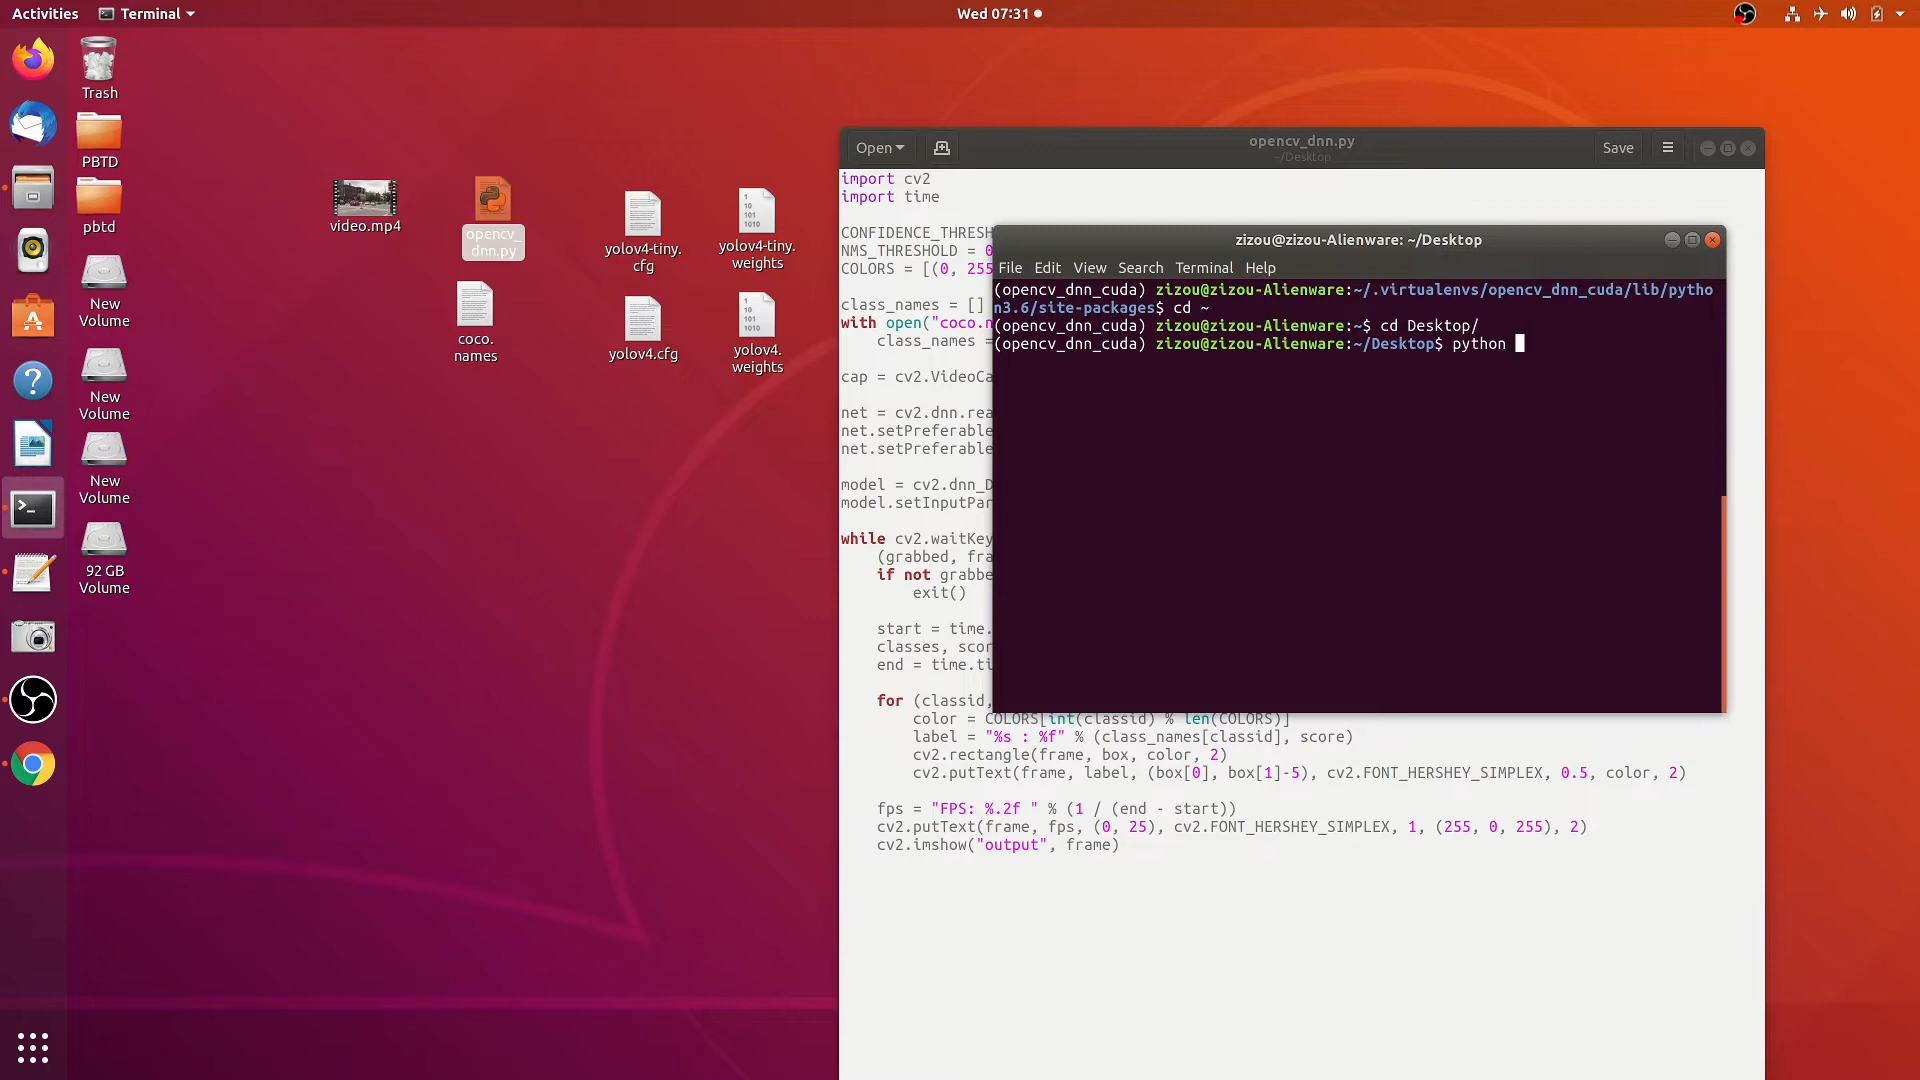 Activities
Terminal
Wed 07:31
Trash
PBTD
pbtd
New
Volume
New
Volume
New
Volume
92 GB
Volume
video.mp4
opencv_
dnn.py
coco.
names
yolov4-tiny.
cfg
yolov4.cfg
yolov4-tiny.
weights
yolov4.
weights
Open
opencv_dnn.py
~/Desktop
Save
import cv2
import time
CONFIDENCE_THRESH
NMS_THRESHOLD = 0
COLORS = [(0, 255
class_names = []
with open("coco.n
class_names =
cap = cv2.VideoCa
net = cv2.dnn.rea
net.setPreferable
net.setPreferable
model = cv2.dnn_D
model.setInputPar
while cv2.waitKey
(grabbed, fra
if not grabbe
exit()
start = time.
classes, scor
end = time.ti
for (classid,
color = COLORS[int(classid) % len(COLORS)]
label = "%s : %f" % (class_names[classid], score)
cv2.rectangle(frame, box, color, 2)
cv2.putText(frame, label, (box[0], box[1]-5), cv2.FONT_HERSHEY_SIMPLEX, 0.5, color, 2)
fps = "FPS: %.2f " % (1 / (end - start))
cv2.putText(frame, fps, (0, 25), cv2.FONT_HERSHEY_SIMPLEX, 1, (255, 0, 255), 2)
cv2.imshow("output", frame)
zizou@zizou-Alienware: ~/Desktop
File Edit View Search Terminal Help
(opencv_dnn_cuda) zizou@zizou-Alienware:~/.virtualenvs/opencv_dnn_cuda/lib/pytho
n3.6/site-packages$ cd ~
(opencv_dnn_cuda) zizou@zizou-Alienware:~$ cd Desktop/
(opencv_dnn_cuda) zizou@zizou-Alienware:~/Desktop$ python